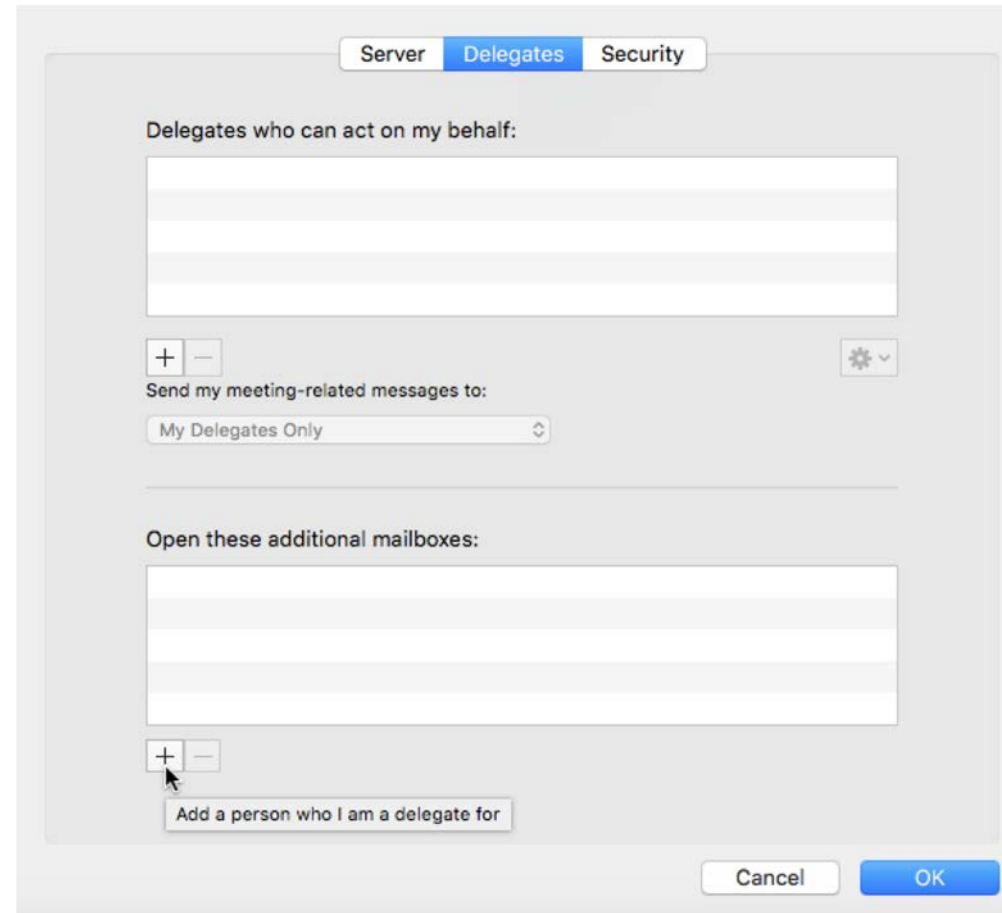 Server Delegates Security
Delegates who can act on my behalf:
Send my meeting-related messages to:
My Delegates Only
Open these additional mailboxes:
Add a person who I am a delegate for
Cancel OK